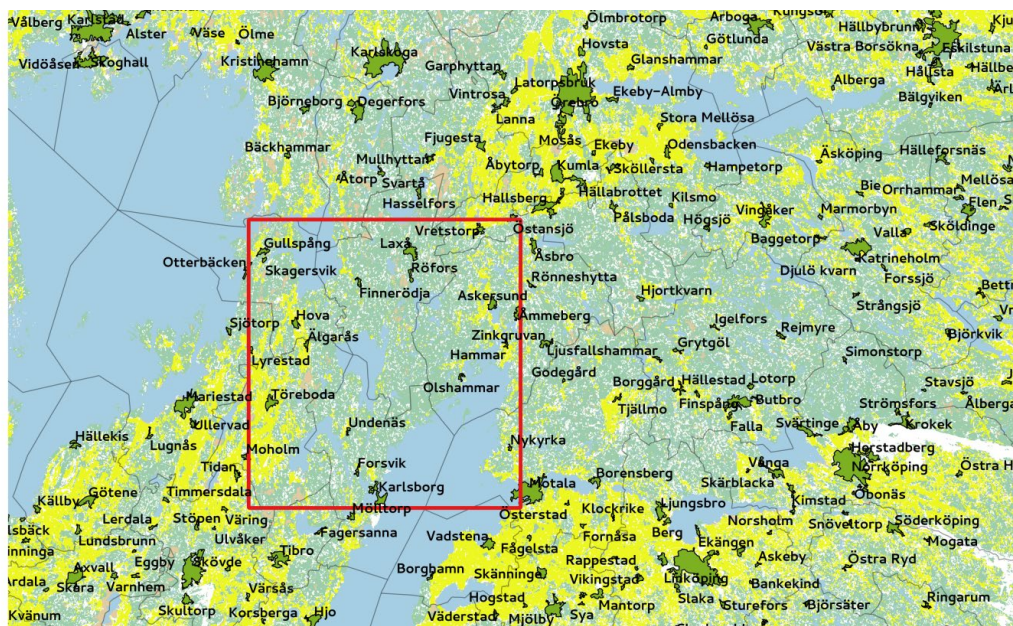 Vålberg
Karlstad
Alster
Väse
Ölme
Vidöåsen
Skoghall
Kristinehamn
Karlskoga
Garphyttan
Ölmbrotorp
Hovsta
Götlunda
Arboga
Glanshammar
Västra Borsökna
Hällbybrunn
Eskilstuna
Hällsta
Alberga
Bälgviken
Björneborg
Degerfors
Vintrosa
Latorpsbruk
Örebro
Ekeby-Almby
Lanna
Stora Mellösa
Bäckhammar
Fjugesta
Mosås
Ekeby
Odensbacken
Mullhyttan
Åbytorp
Kumla
Sköllersta
Hampetorp
Äsköping
Hälleforsnäs
Åtorp
Svartå
Hasselfors
Hallsberg
Hällabrottet
Kilsmo
Bie
Orrhammar
Mellösa
Flen
Pålsboda
Högsjö
Vingåker
Marmorbyn
Valla
Sköldinge
Vretstorp
Östansjö
Baggetorp
Katrineholm
Gullspång
Laxå
Åsbro
Otterbäcken
Skagersvik
Röfors
Rönneshytta
Djulö kvarn
Forssjö
Finnerödja
Askersund
Hjortkvarn
Strångsjö
Sjötorp
Hova
Åmmeberg
Igelfors
Rejmyre
Björkvik
Älgarås
Zinkgruvan
Lyrestad
Hammar
Ljusfallshammar
Grytgöl
Simonstorp
Olshammar
Godegård
Borggård
Hällestad
Lotorp
Stavsjö
Mariestad
Töreboda
Tjällmo
Finspång
Butbro
Strömsfors
Ullervad
Undenäs
Falla
Svärtinge
Åby
Krokek
Hällekis
Lugnås
Moholm
Nykyrka
Herstadberg
Tidan
Forsvik
Borensberg
Vånga
Norrköping
Timmersdala
Karlsborg
Motala
Skärblacka
Källby
Götene
Mölltorp
Österstad
Klockrike
Ljungsbro
Kimstad
Öbonäs
Lerdala
Stöpen
Väring
Fagersanna
Norsholm
Snöveltorp
Söderköping
Lundsbrunn
Ulvåker
Vadstena
Fornåsa
Berg
Ekängen
Mogata
Axvall
Eggby
Skövde
Tibro
Fågelsta
Rappestad
Askeby
Östra Ryd
Skara
Varnhem
Värsås
Borghamn
Skänninge
Vikingstad
Linköping
Bankekind
Kvänum
Skultorp
Korsberga
Hjo
Hogstad
Mantorp
Slaka
Sturefors
Björsäter
Ringarum
Väderstad
Mjölby
Sya